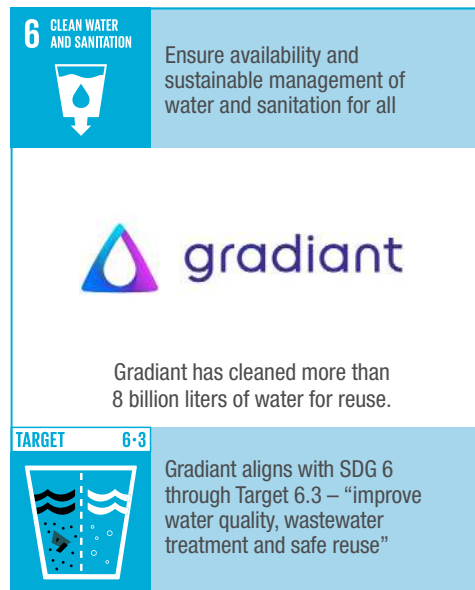 6 CLEAN WATER
AND SANITATION
Ensure availability and
sustainable management of
water and sanitation for all
gradiant
Gradiant has cleaned more than
8 billion liters of water for reuse.
TARGET 6·3
Gradiant aligns with SDG 6
through Target 6.3 – “improve
water quality, wastewater
treatment and safe reuse”